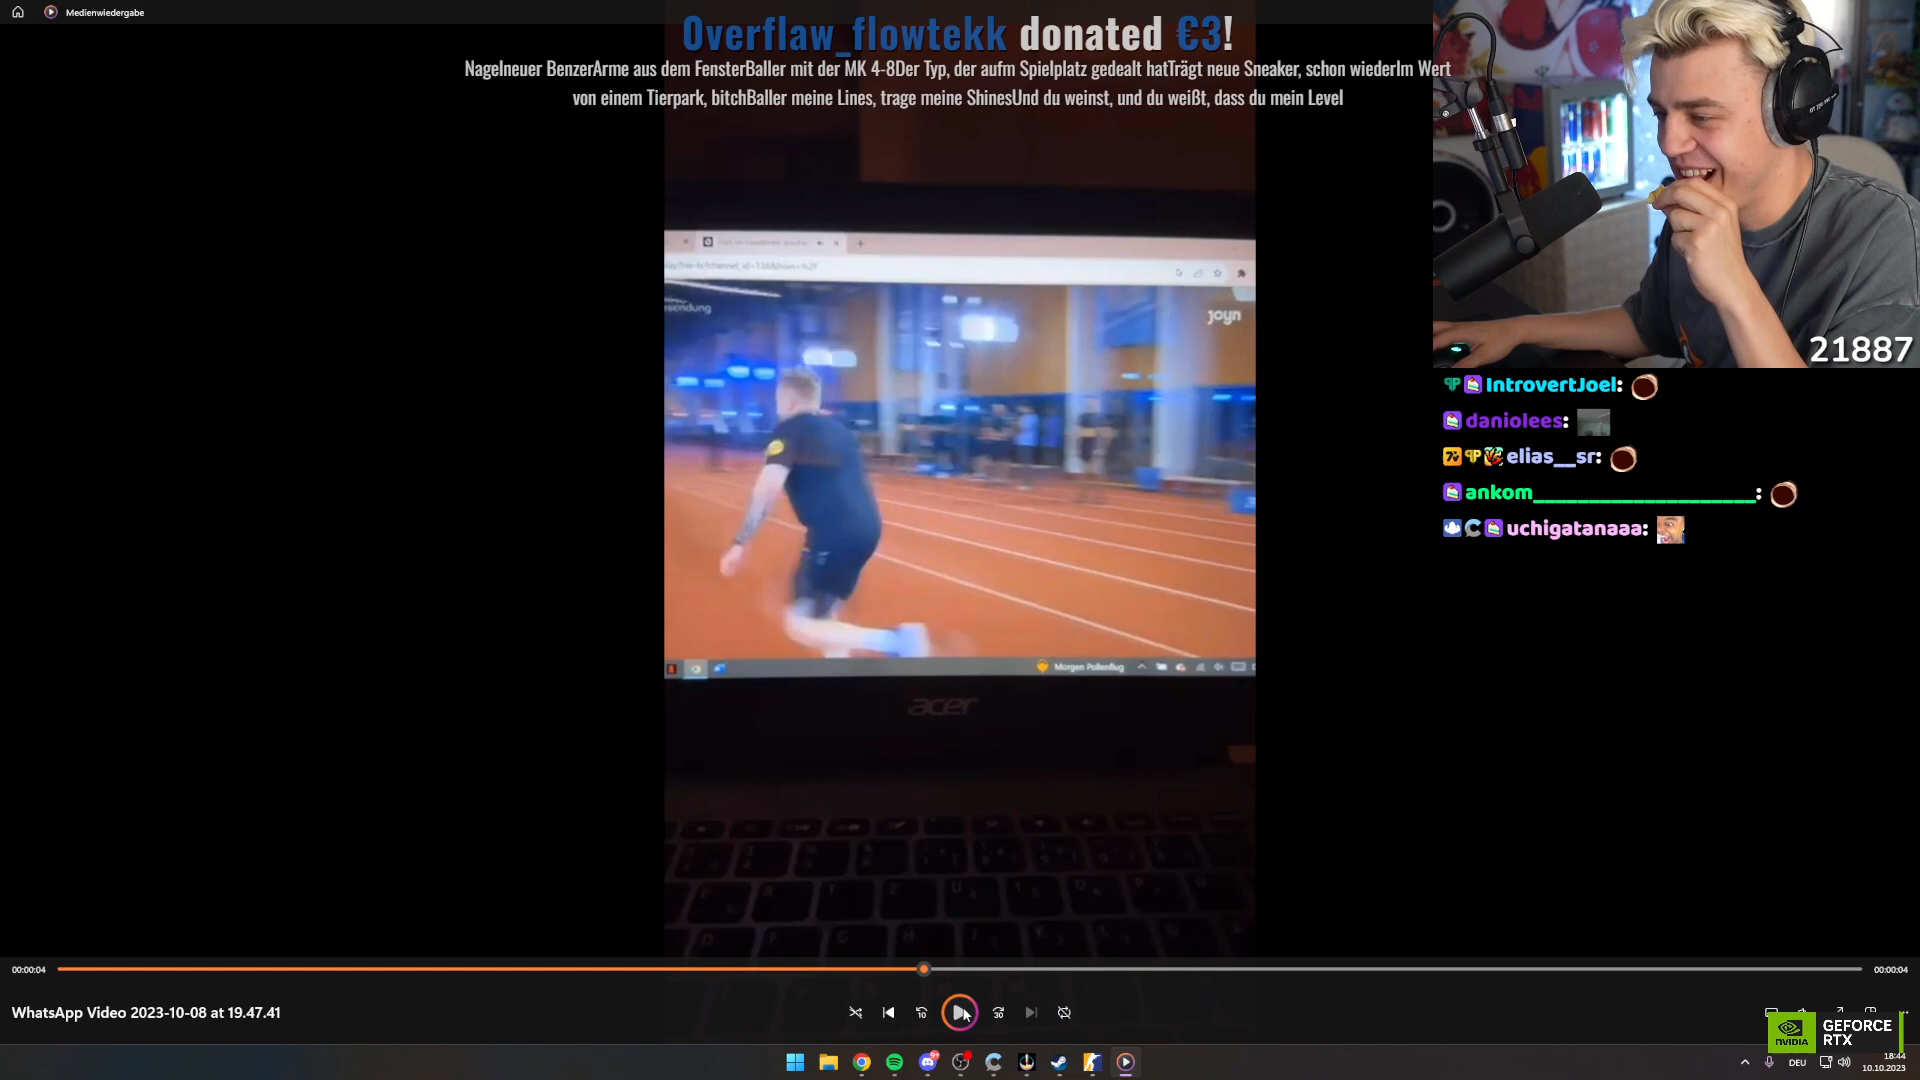 Medienwiedergabe
Overflaw_flowtekk donated €3!
Nagelneuer BenzerArme aus dem FensterBaller mit der MK 4-8Der Typ, der aufm Spielplatz gedealt hatTrägt neue Sneaker, schon wiederIm Wert
von einem Tierpark, bitchBaller meine Lines, trage meine ShinesUnd du weinst, und du weißt, dass du mein Level
sendung
joyn
Morgen Pollenflug
acer
21887
IntrovertJoel:
daniolees:
elias__sr:
ankom____________________:
uchigatanaaa:
00:00:04
00:00:04
WhatsApp Video 2023-10-08 at 19.47.41
10
30
NVIDIA
GEFORCE
RTX
DEU
18:44
10.10.2023